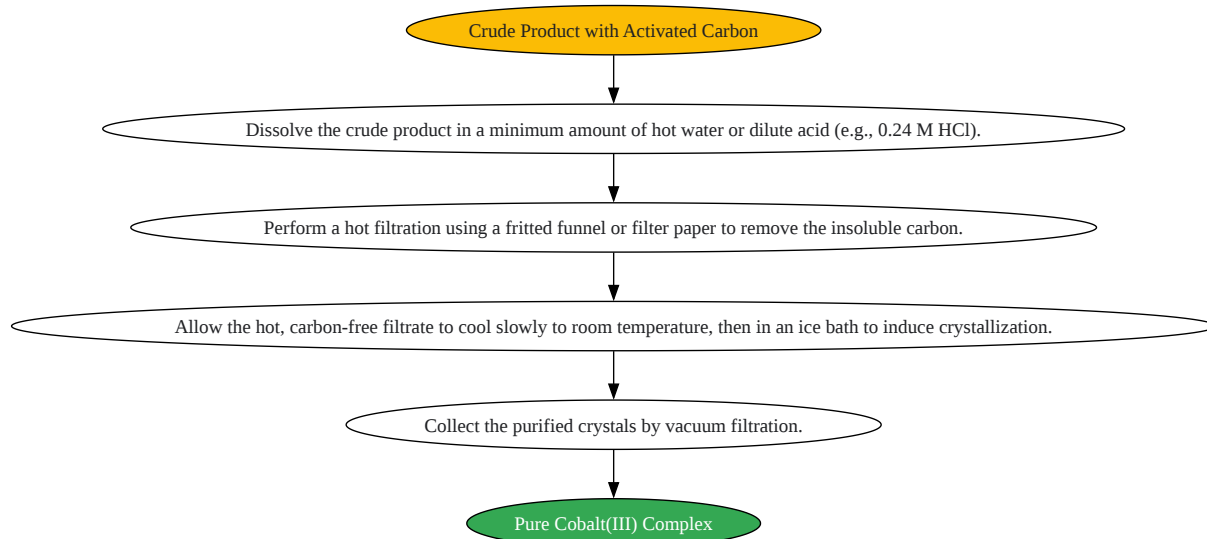 Crude Product with Activated Carbon
Dissolve the crude product in a minimum amount of hot water or dilute acid (e.g., 0.24 M HCl).
Perform a hot filtration using a fritted funnel or filter paper to remove the insoluble carbon.
Allow the hot, carbon-free filtrate to cool slowly to room temperature, then in an ice bath to induce crystallization.
Collect the purified crystals by vacuum filtration.
Pure Cobalt(III) Complex